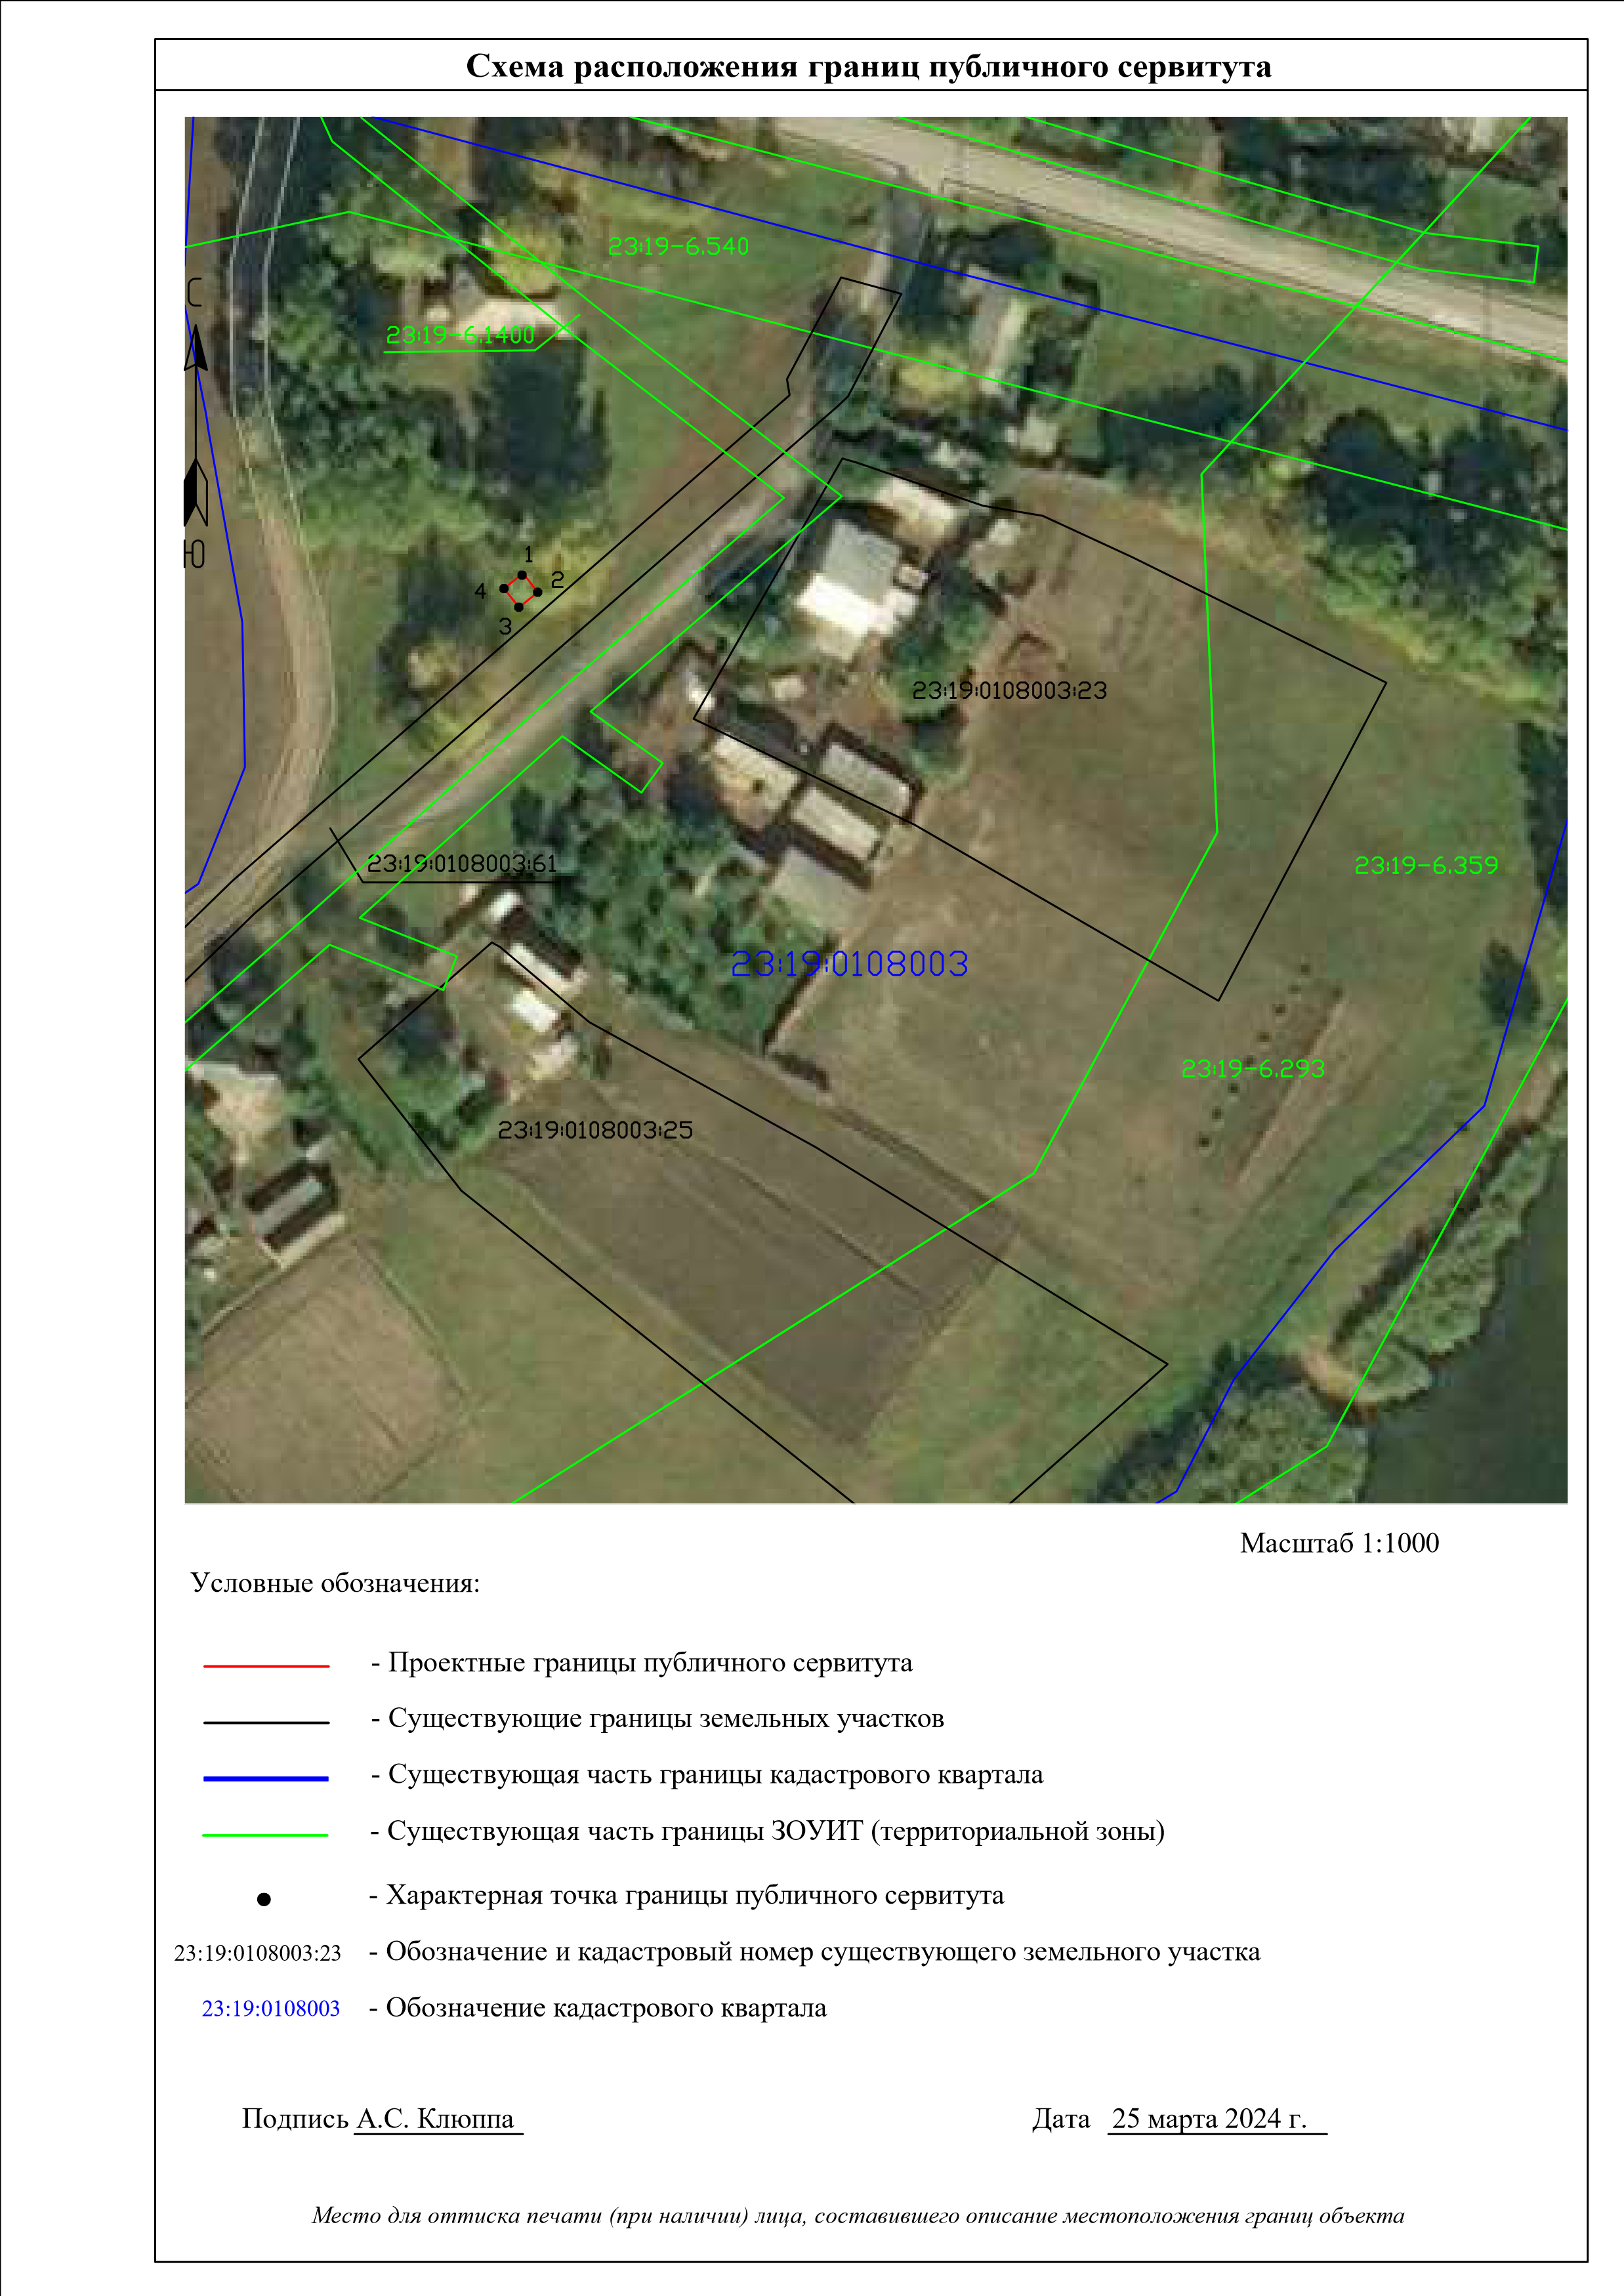 Схема расположения границ публичного сервитута
23:19-6.540
С
23:19-6.1400
Ю
1
2
4
3
23:19:0108003:23
23:19:0108003:61
23:19-6.359
23:19:0108003
23:19-6.293
23:19:0108003:25
Масштаб 1:1000
Условные обозначения:
- Проектные границы публичного сервитута
- Существующие границы земельных участков
- Существующая часть границы кадастрового квартала
- Существующая часть границы ЗОУИТ (территориальной зоны)
- Характерная точка границы публичного сервитута
23:19:0108003:23 - Обозначение и кадастровый номер существующего земельного участка
23:19:0108003 - Обозначение кадастрового квартала
Подпись А.С. Клюппа Дата 25 марта 2024 г.
Место для оттиска печати (при наличии) лица, составившего описание местоположения границ объекта